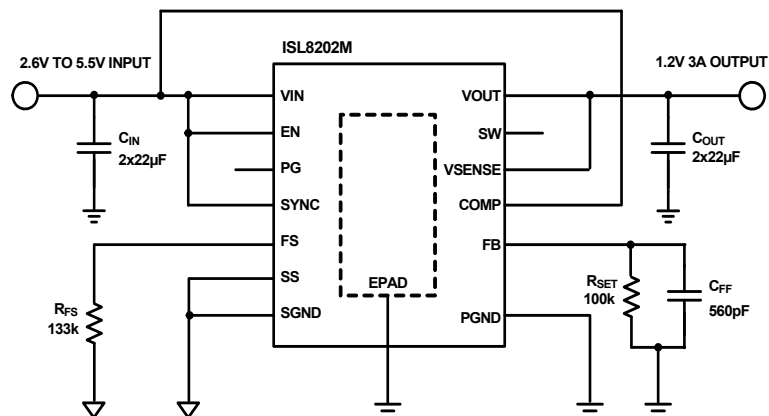 ISL8202M
2.6V TO 5.5V INPUT
1.2V 3A OUTPUT
VIN
VOUT
EN
SW
CIN
2x22µF
COUT
2x22µF
PG
VSENSE
SYNC
COMP
FS
FB
SS
EPAD
RSET
100k
CFF
560pF
RFS
133k
SGND
PGND